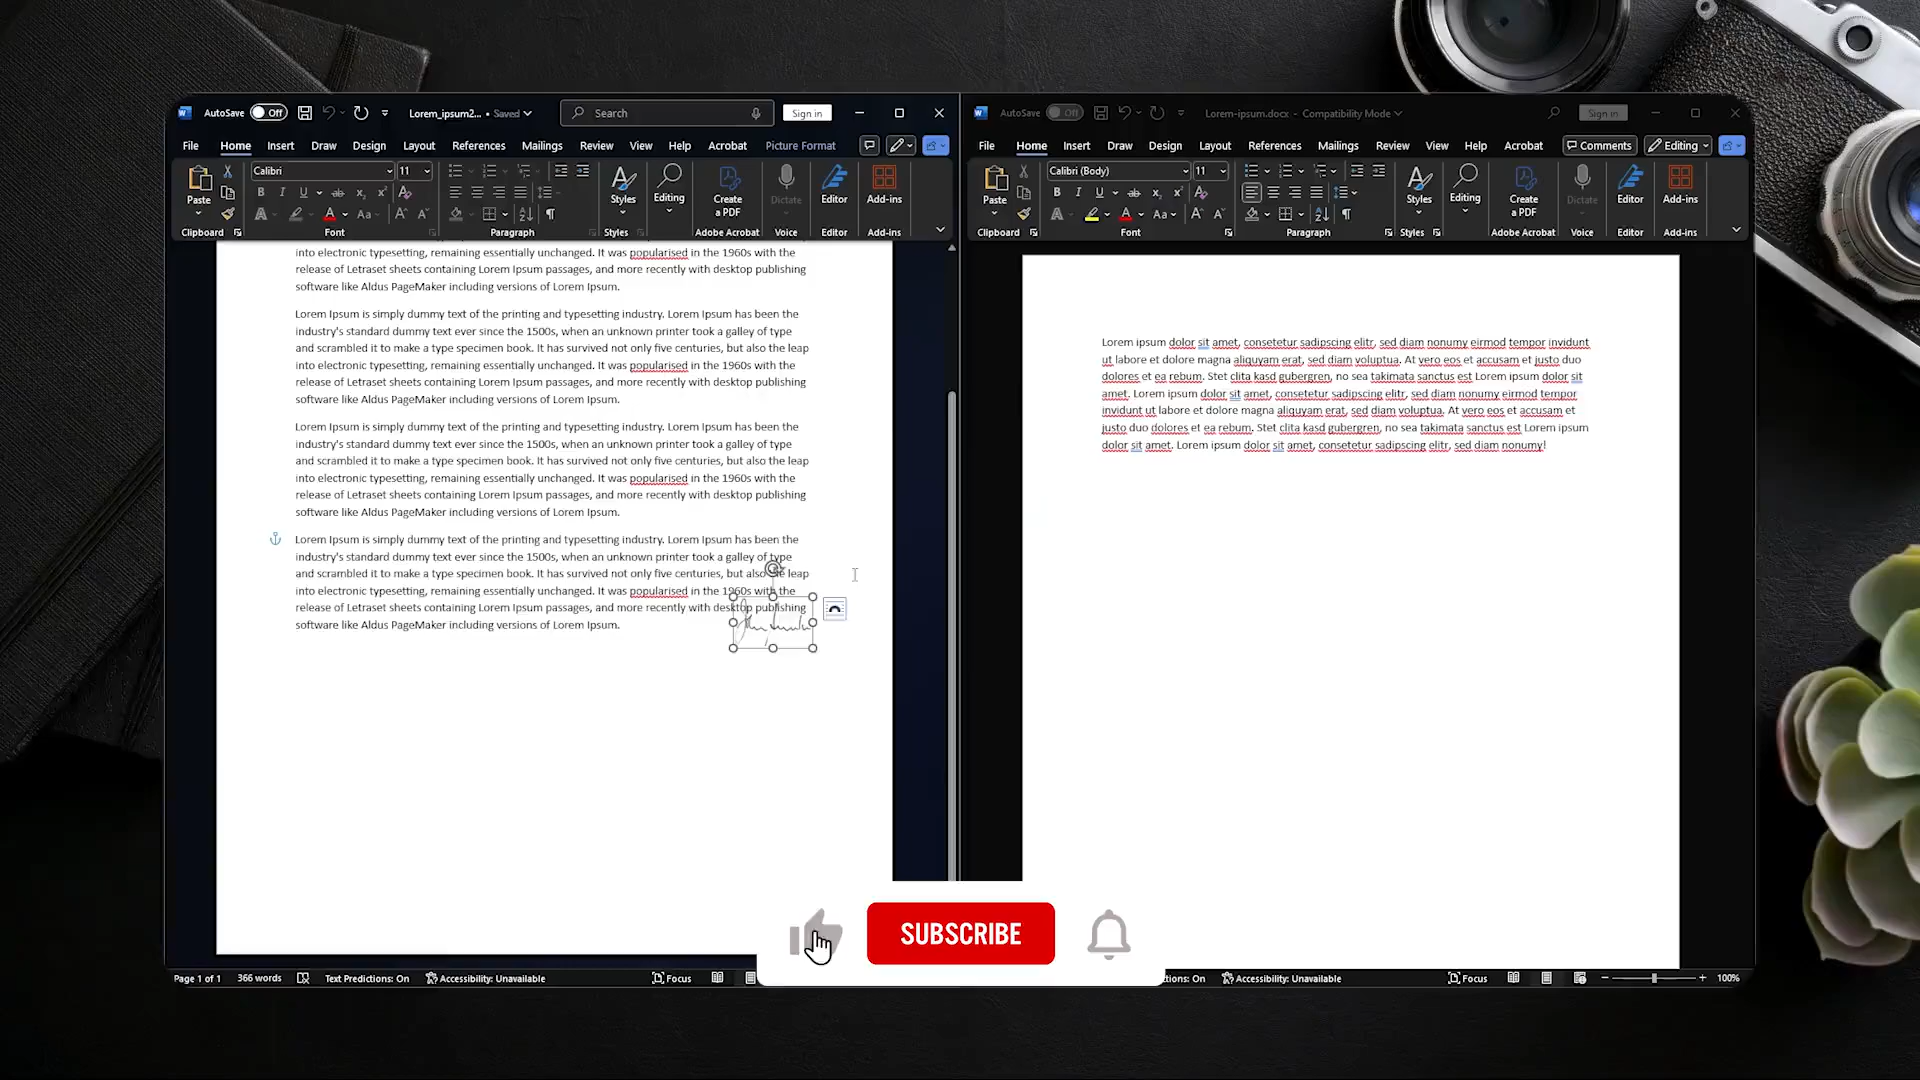 AutoSave Off Lorem_ipsum2... • Saved Search Sign in
File Home Insert Draw Design Layout References Mailings Review View Help Acrobat Picture Format
Calibri 11
Paste Styles Editing Create a PDF Dictate Editor Add-ins
Clipboard Font Paragraph Styles Adobe Acrobat Voice Editor Add-ins
into electronic typesetting, remaining essentially unchanged. It was popularised in the 1960s with the
release of Letraset sheets containing Lorem Ipsum passages, and more recently with desktop publishing
software like Aldus PageMaker including versions of Lorem Ipsum.
Lorem Ipsum is simply dummy text of the printing and typesetting industry. Lorem Ipsum has been the
industry's standard dummy text ever since the 1500s, when an unknown printer took a galley of type
and scrambled it to make a type specimen book. It has survived not only five centuries, but also the leap
into electronic typesetting, remaining essentially unchanged. It was popularised in the 1960s with the
release of Letraset sheets containing Lorem Ipsum passages, and more recently with desktop publishing
software like Aldus PageMaker including versions of Lorem Ipsum.
Lorem Ipsum is simply dummy text of the printing and typesetting industry. Lorem Ipsum has been the
industry's standard dummy text ever since the 1500s, when an unknown printer took a galley of type
and scrambled it to make a type specimen book. It has survived not only five centuries, but also the leap
into electronic typesetting, remaining essentially unchanged. It was popularised in the 1960s with the
release of Letraset sheets containing Lorem Ipsum passages, and more recently with desktop publishing
software like Aldus PageMaker including versions of Lorem Ipsum.
Lorem Ipsum is simply dummy text of the printing and typesetting industry. Lorem Ipsum has been the
industry's standard dummy text ever since the 1500s, when an unknown printer took a galley of type
and scrambled it to make a type specimen book. It has survived not only five centuries, but also the leap
into electronic typesetting, remaining essentially unchanged. It was popularised in the 1960s with the
release of Letraset sheets containing Lorem Ipsum passages, and more recently with desktop publishing
software like Aldus PageMaker including versions of Lorem Ipsum.
Page 1 of 1 366 words Text Predictions: On Accessibility: Unavailable Focus
AutoSave Off Lorem-ipsum.docx - Compatibility Mode Sign in
File Home Insert Draw Design Layout References Mailings Review View Help Acrobat Comments Editing
Calibri (Body) 11
Paste Styles Editing Create a PDF Dictate Editor Add-ins
Clipboard Font Paragraph Styles Adobe Acrobat Voice Editor Add-ins
Lorem ipsum dolor sit amet, consetetur sadipscing elitr, sed diam nonumy eirmod tempor invidunt
ut labore et dolore magna aliquyam erat, sed diam voluptua. At vero eos et accusam et justo duo
dolores et ea rebum. Stet clita kasd gubergren, no sea takimata sanctus est Lorem ipsum dolor sit
amet. Lorem ipsum dolor sit amet, consetetur sadipscing elitr, sed diam nonumy eirmod tempor
invidunt ut labore et dolore magna aliquyam erat, sed diam voluptua. At vero eos et accusam et
justo duo dolores et ea rebum. Stet clita kasd gubergren, no sea takimata sanctus est Lorem ipsum
dolor sit amet. Lorem ipsum dolor sit amet, consetetur sadipscing elitr, sed diam nonumy!
tions: On Accessibility: Unavailable Focus 100%
SUBSCRIBE